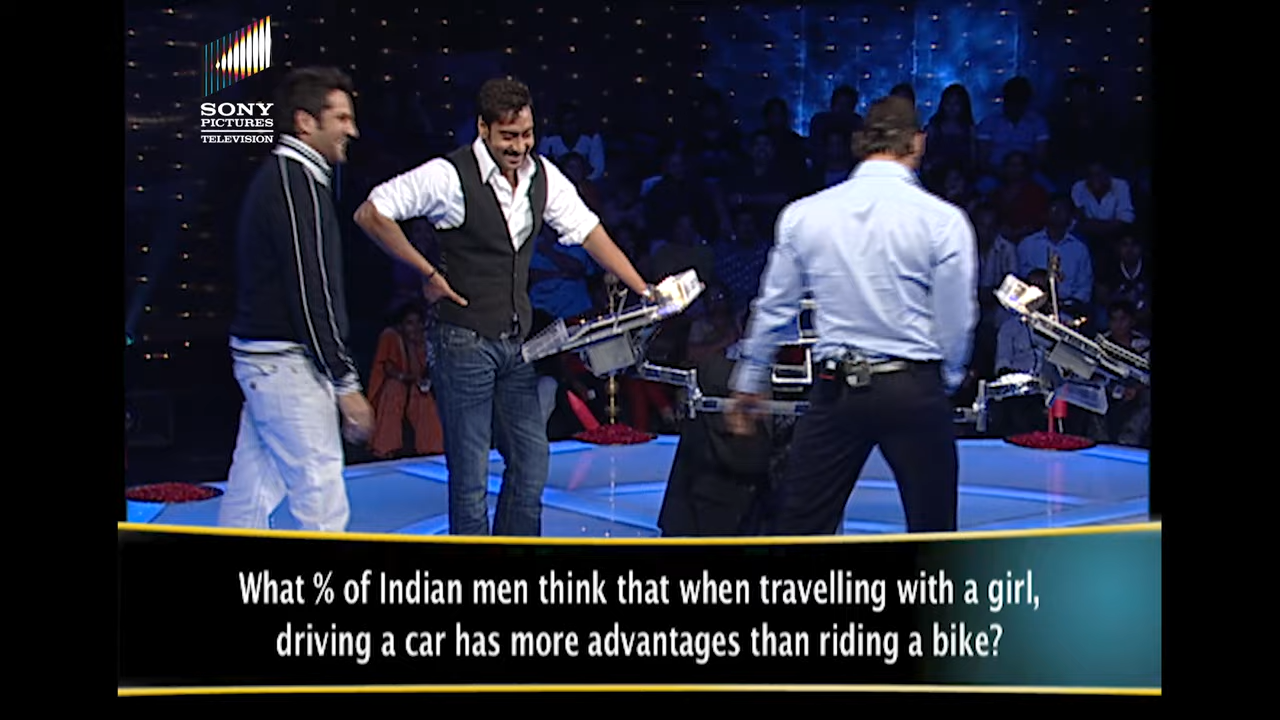 SONY
PICTURES
TELEVISION
What % of Indian men think that when travelling with a girl,
driving a car has more advantages than riding a bike?